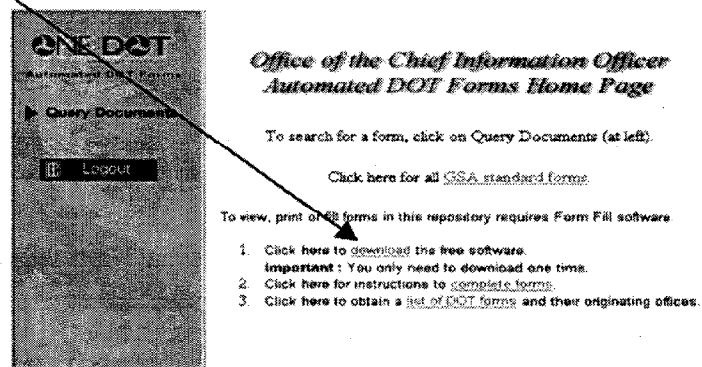 ONE DOT
Automated DOT Forms
Query Documents
Logout
Office of the Chief Information Officer
Automated DOT Forms Home Page
To search for a form, click on Query Documents (at left).
Click here for all GSA standard forms.
To view, print or fill forms in this repository requires Form Fill software.
1. Click here to download the free software.
Important : You only need to download one time.
2. Click here for instructions to complete forms.
3. Click here to obtain a list of DOT forms and their originating offices.